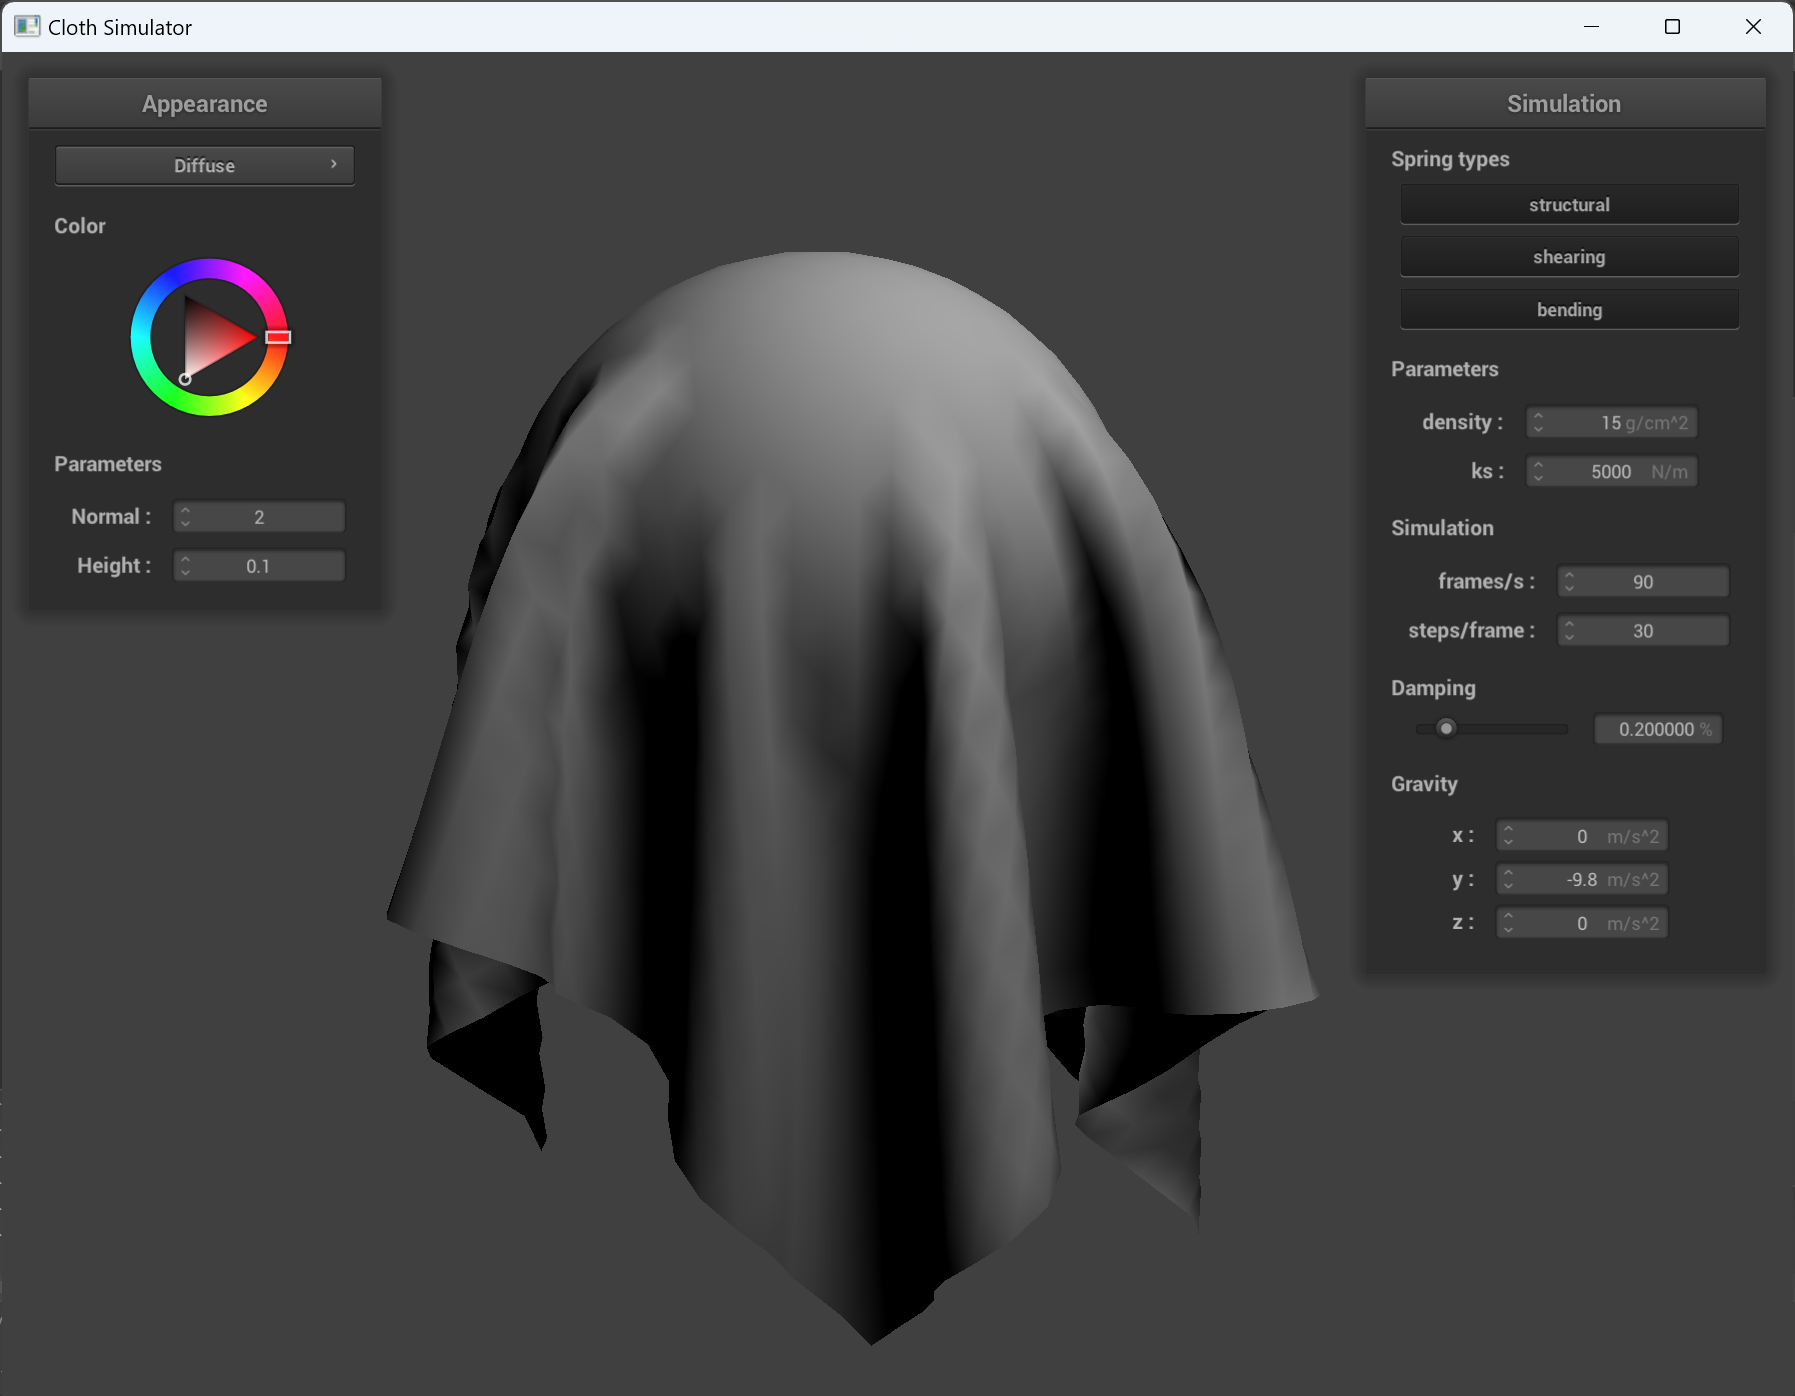 Cloth Simulator
Appearance
Diffuse
Color
Parameters
Normal : 2
Height : 0.1
Simulation
Spring types
structural
shearing
bending
Parameters
density : 15 g/cm^2
ks : 5000 N/m
Simulation
frames/s : 90
steps/frame : 30
Damping
0.200000 %
Gravity
x : 0 m/s^2
y : -9.8 m/s^2
z : 0 m/s^2